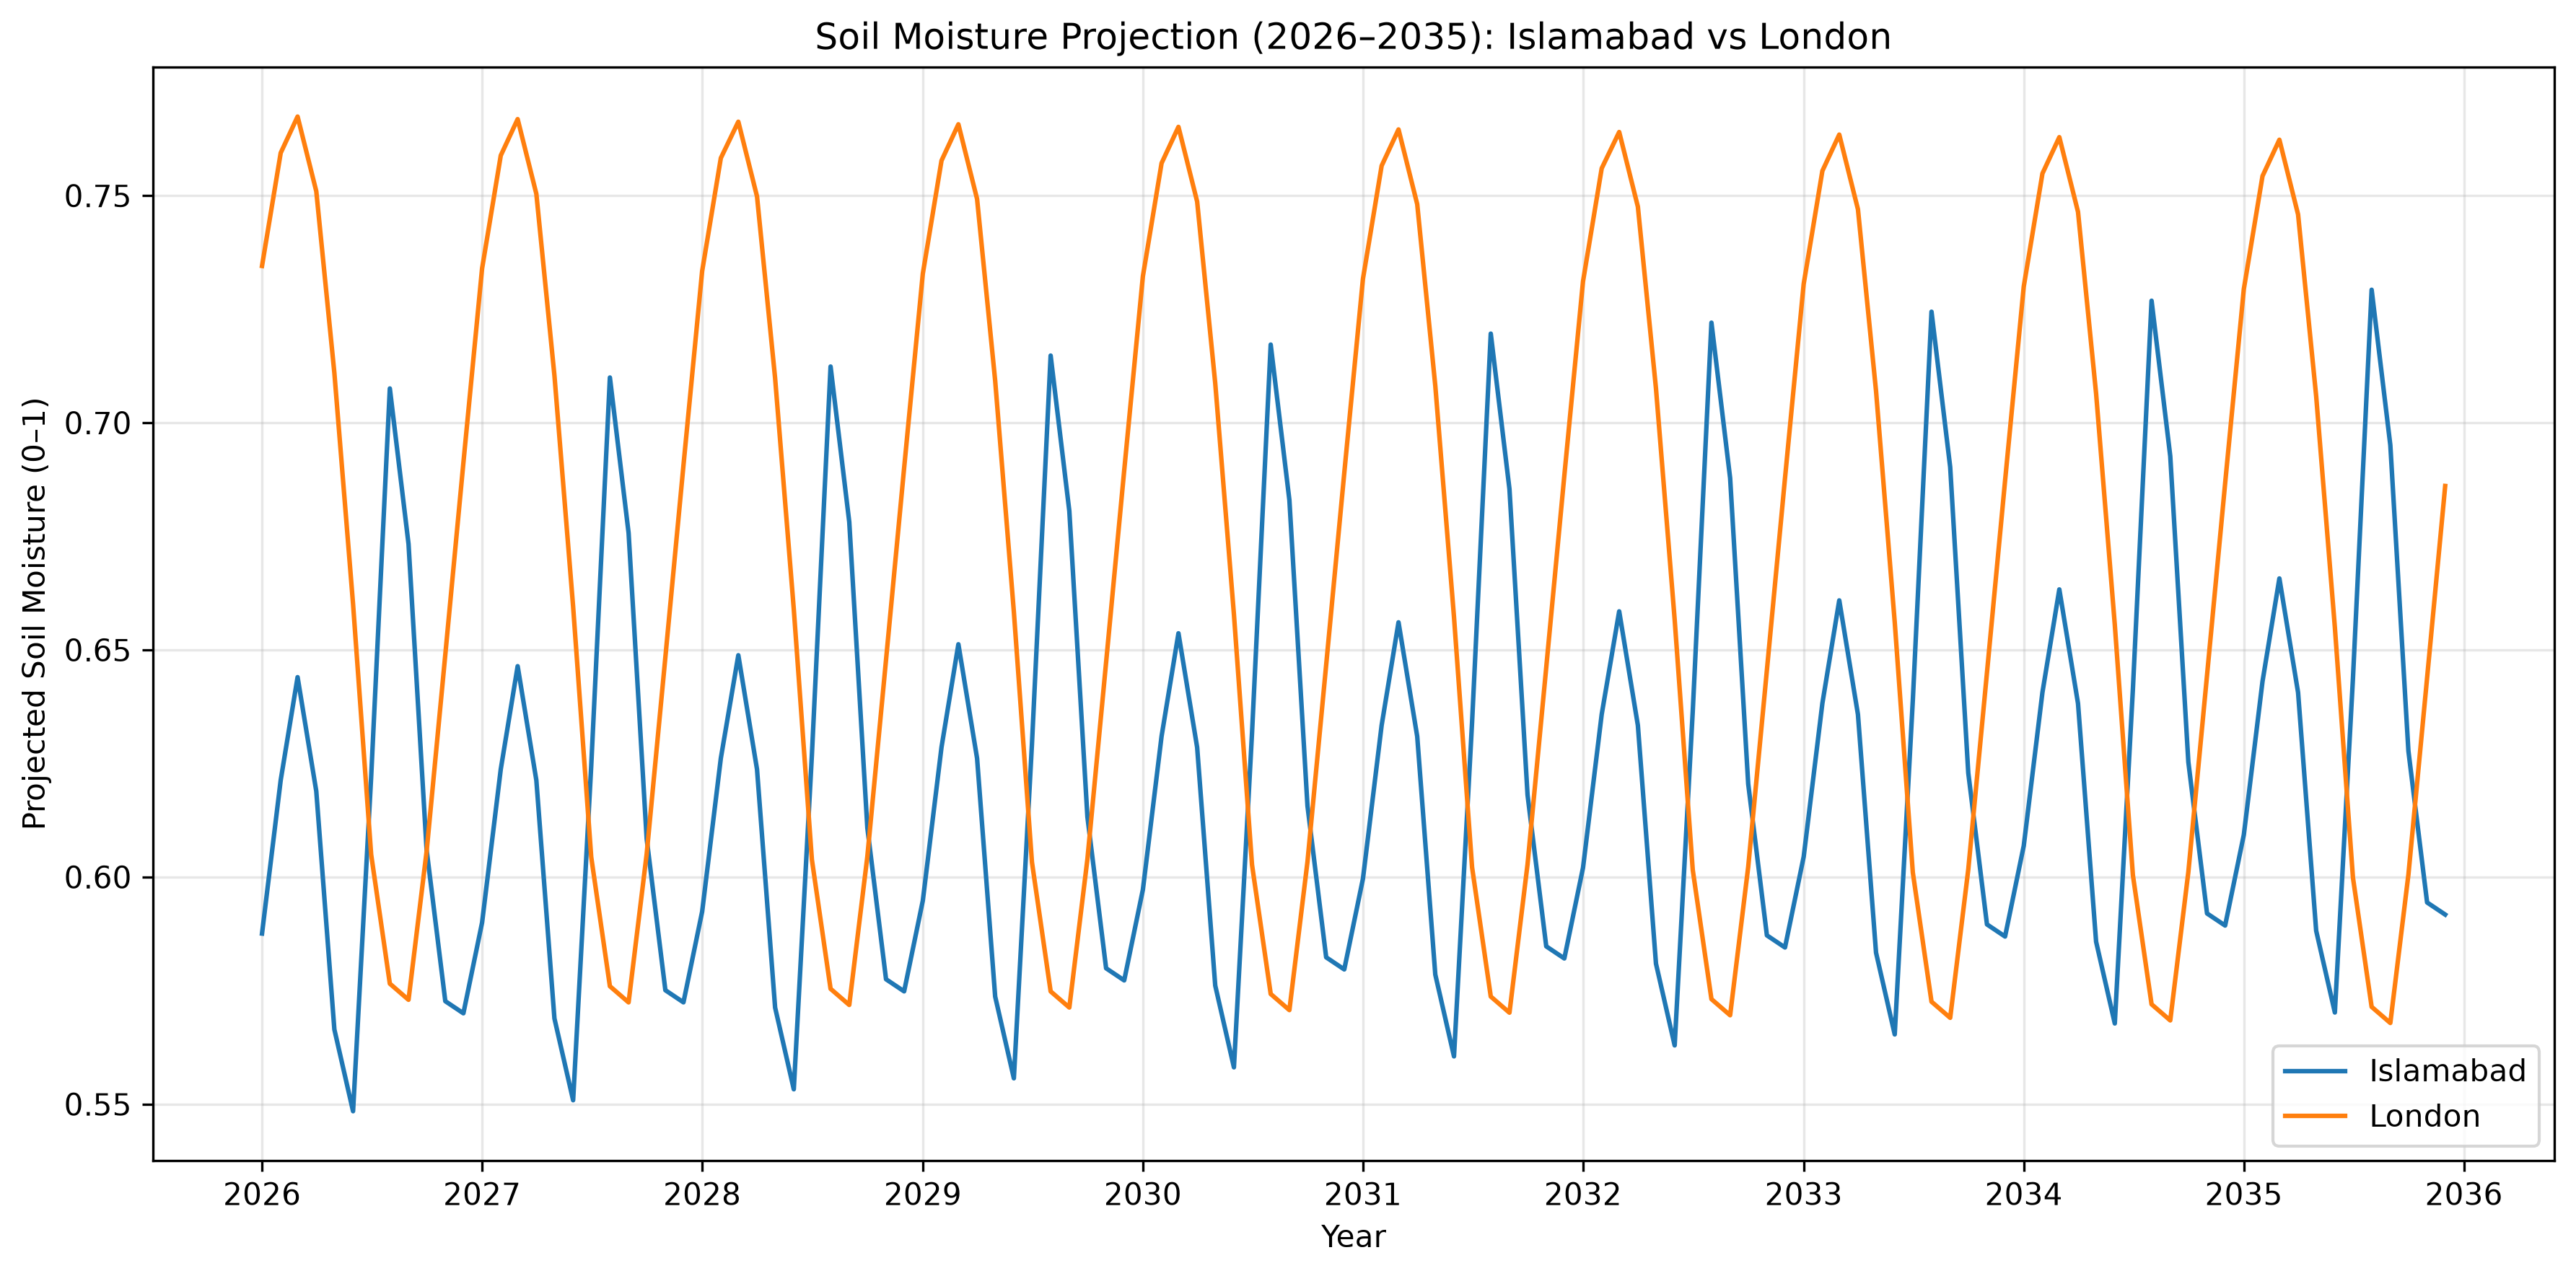 Soil Moisture Projection (2026–2035): Islamabad vs London
Projected Soil Moisture (0–1)
0.75
0.70
0.65
0.60
0.55
2026 2027 2028 2029 2030 2031 2032 2033 2034 2035 2036
Year
Islamabad
London